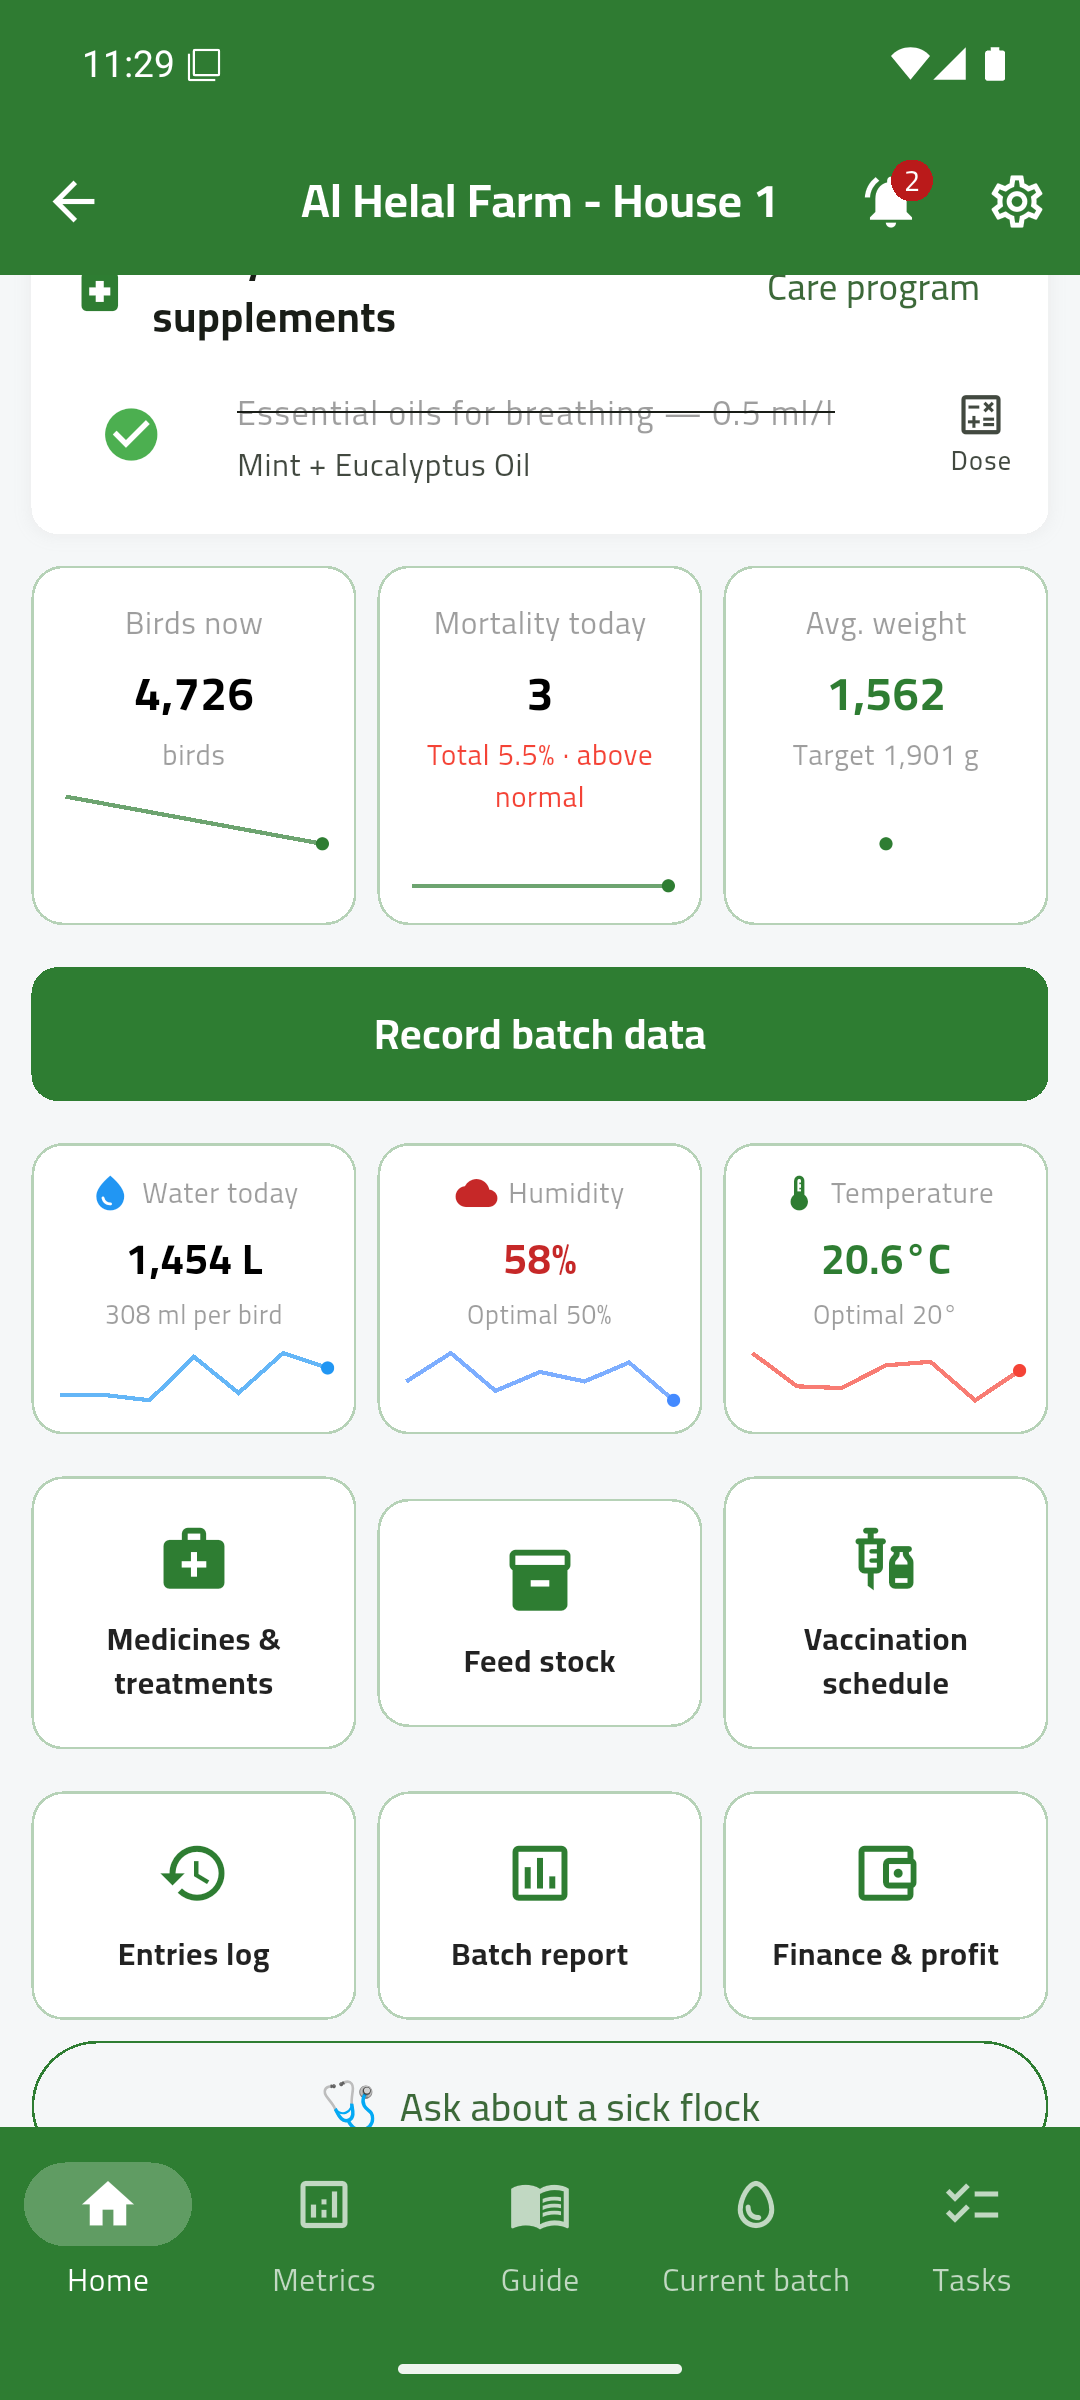 11:29
Al Helal Farm - House 1
2
supplements
Care program
Essential oils for breathing — 0.5 ml/l
Mint + Eucalyptus Oil
Dose
Birds now
4,726
birds
Mortality today
3
Total 5.5% · above
normal
Avg. weight
1,562
Target 1,901 g
Record batch data
Water today
1,454 L
308 ml per bird
Humidity
58%
Optimal 50%
Temperature
20.6°C
Optimal 20°
Medicines &
treatments
Feed stock
Vaccination
schedule
Entries log
Batch report
Finance & profit
Ask about a sick flock
Home
Metrics
Guide
Current batch
Tasks